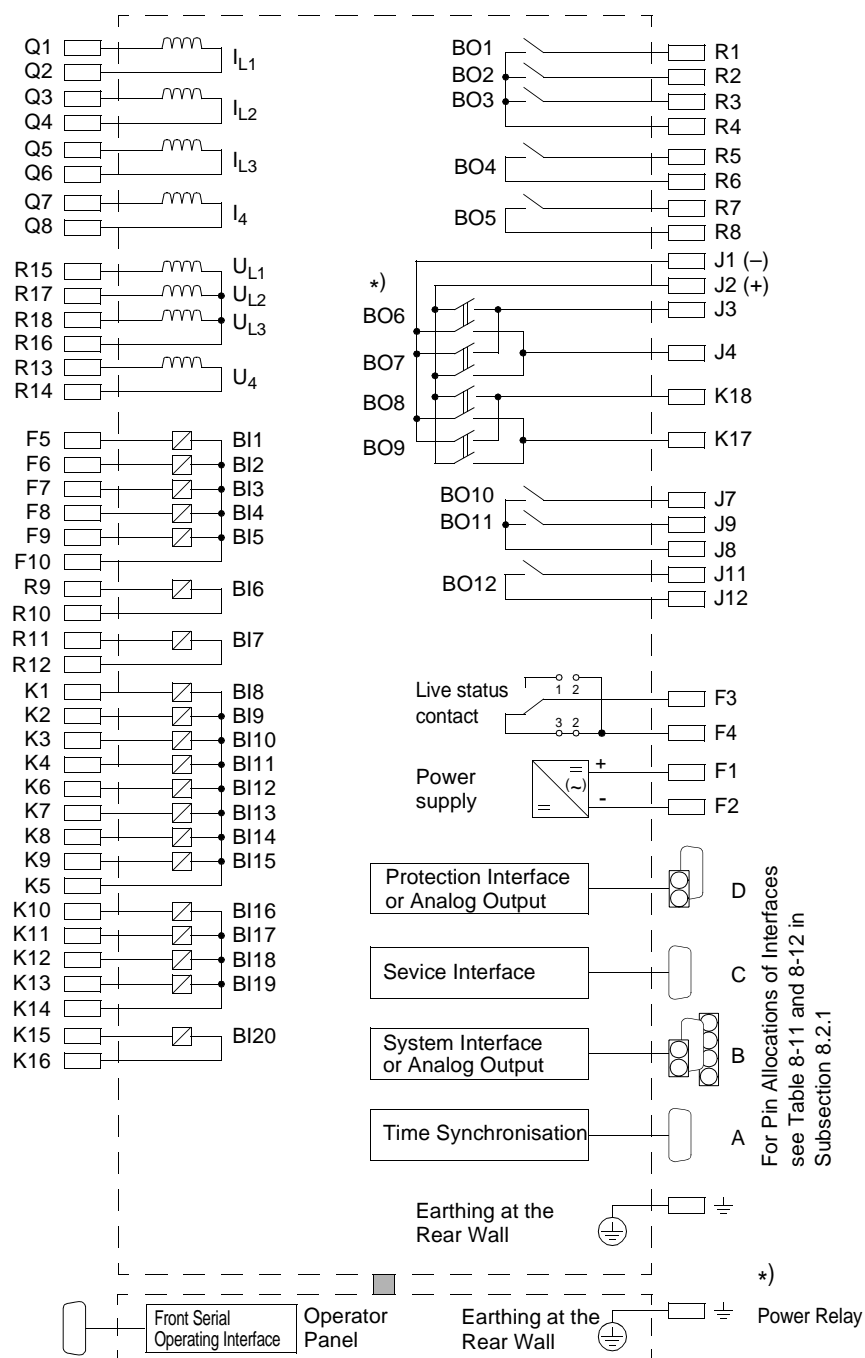 Q1
Q2
I L1
Q3
Q4
I L2
Q5
Q6
I L3
Q7
Q8
I 4
R15
U L1
R17
U L2
R18
U L3
R16
R13
R14
U 4
F5 BI1
F6 BI2
F7 BI3
F8 BI4
F9 BI5
F10
R9 BI6
R10
R11 BI7
R12
K1 BI8
K2 BI9
K3 BI10
K4 BI11
K6 BI12
K7 BI13
K8 BI14
K9 BI15
K5
K10 BI16
K11 BI17
K12 BI18
K13 BI19
K14
K15 BI20
K16
BO1 R1
BO2 R2
BO3 R3
R4
BO4 R5
R6
BO5 R7
R8
J1 (–)
*) J2 (+)
BO6 J3
BO7 J4
BO8 K18
BO9 K17
BO10 J7
BO11 J9
J8
BO12 J11
J12
Live status
contact
1 2
3 2
F3
F4
Power
supply
= (~) =
+ F1
- F2
Protection Interface
or Analog Output
D
Sevice Interface
C
System Interface
or Analog Output
B
Time Synchronisation
A
For Pin Allocations of Interfaces
see Table 8-11 and 8-12 in
Subsection 8.2.1
Earthing at the
Rear Wall
Front Serial
Operating Interface
Operator
Panel
Earthing at the
Rear Wall
*)
Power Relay